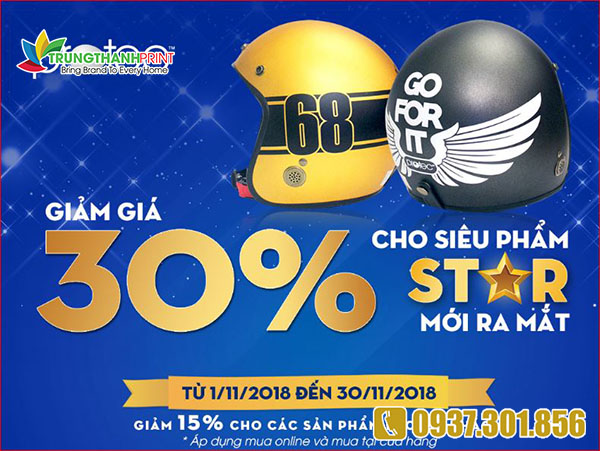 TRUNGTHANHPRINT
Bring Brand To Every Home
68
GO
FOR
IT
protec
GIẢM GIÁ
30%
CHO SIÊU PHẨM
STAR
MỚI RA MẮT
TỪ 1/11/2018 ĐẾN 30/11/2018
GIẢM 15% CHO CÁC SẢN PHẨM
0937.301.856
* Áp dụng mua online và mua tại cửa hàng